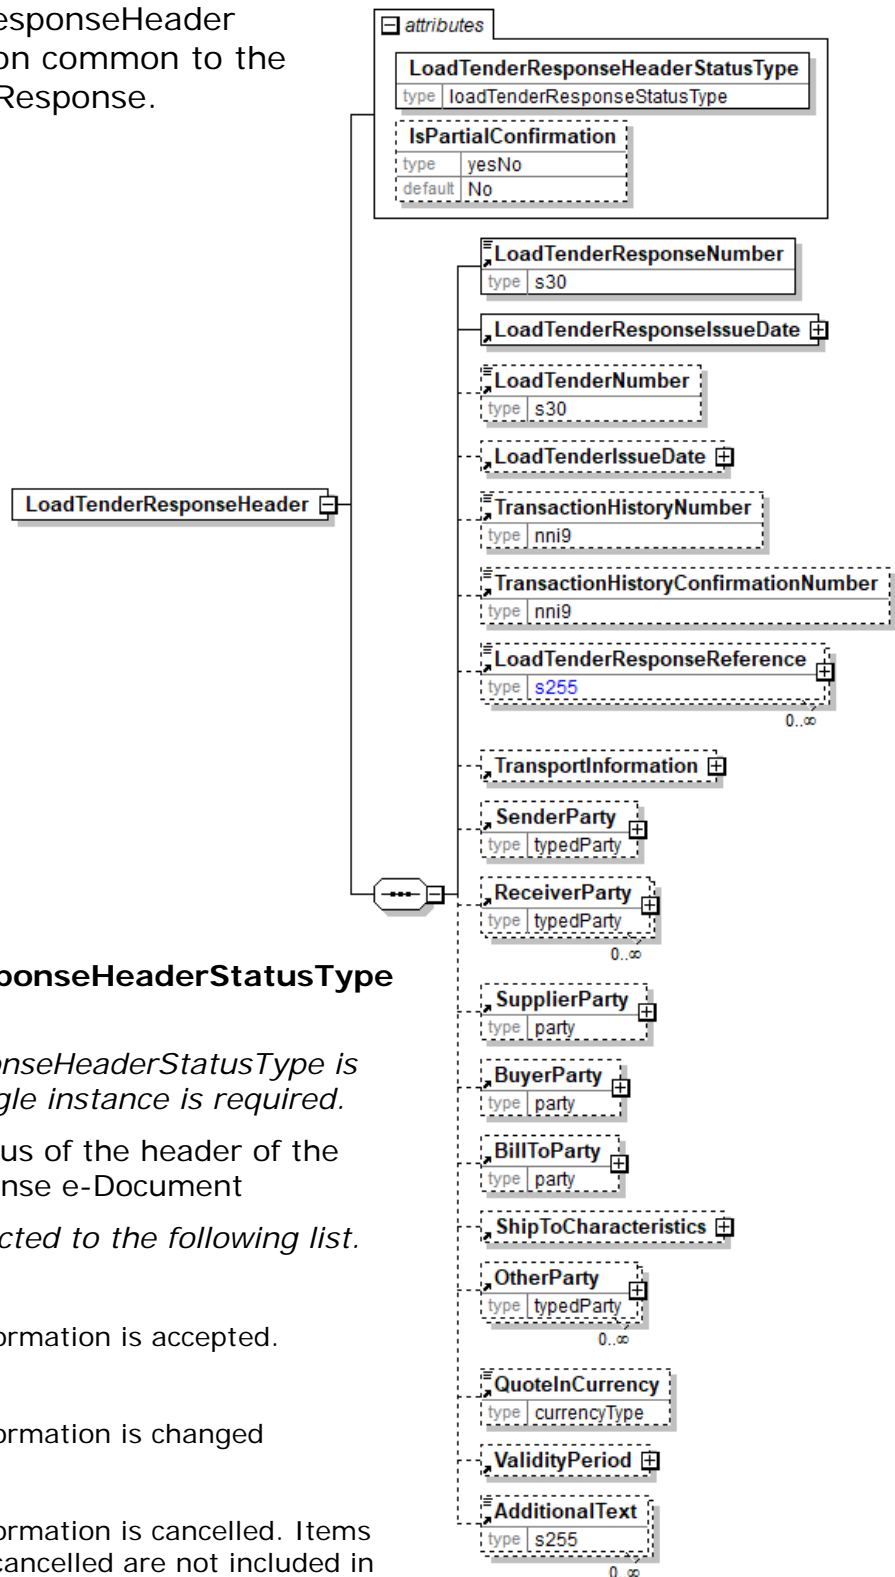 esponseHeader
on common to the
Response.
attributes
LoadTenderResponseHeaderStatusType
type loadTenderResponseStatusType
IsPartialConfirmation
type yesNo
default No
LoadTenderResponseNumber
type s30
LoadTenderResponseIssueDate
LoadTenderNumber
type s30
LoadTenderIssueDate
LoadTenderResponseHeader
TransactionHistoryNumber
type nni9
TransactionHistoryConfirmationNumber
type nni9
LoadTenderResponseReference
type s255
0..∞
TransportInformation
SenderParty
type typedParty
ReceiverParty
type typedParty
0..∞
ponseHeaderStatusType
SupplierParty
type party
onseHeaderStatusType is
gle instance is required.
BuyerParty
type party
us of the header of the
nse e-Document
BillToParty
type party
cted to the following list.
ShipToCharacteristics
OtherParty
type typedParty
0..∞
ormation is accepted.
QuoteInCurrency
type currencyType
ormation is changed
ValidityPeriod
AdditionalText
type s255
0..∞
ormation is cancelled. Items
cancelled are not included in